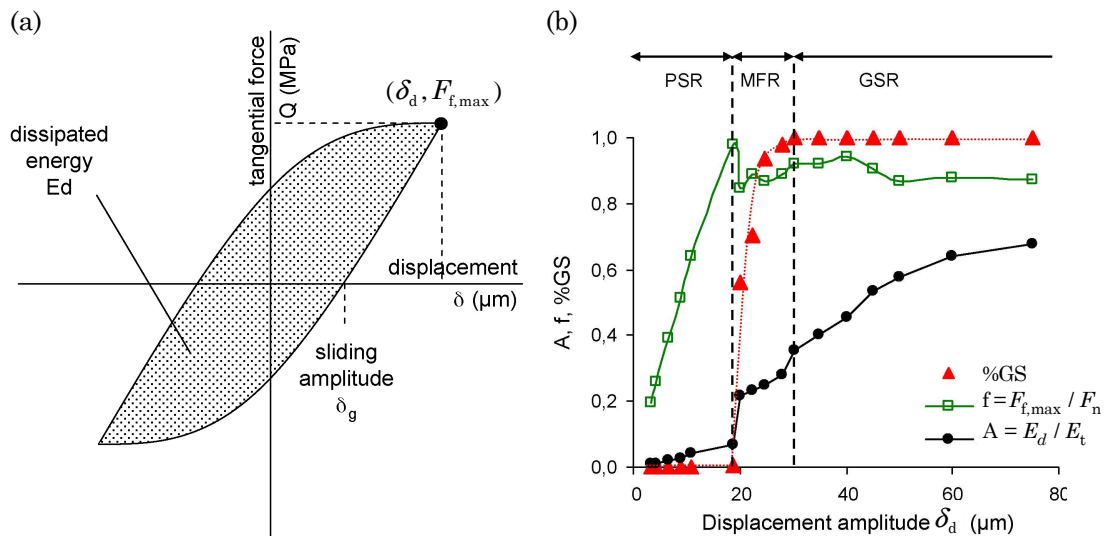 (a)
tangential force
Q (MPa)
(δd, Ff,max)
dissipated
energy
Ed
displacement
δ (μm)
sliding
amplitude
δg
(b)
PSR
MFR
GSR
A, f, %GS
1,0
0,8
0,6
0,4
0,2
0,0
%GS
f = Ff,max / Fn
A = Ed / Et
0
20
40
60
80
Displacement amplitude δd (μm)